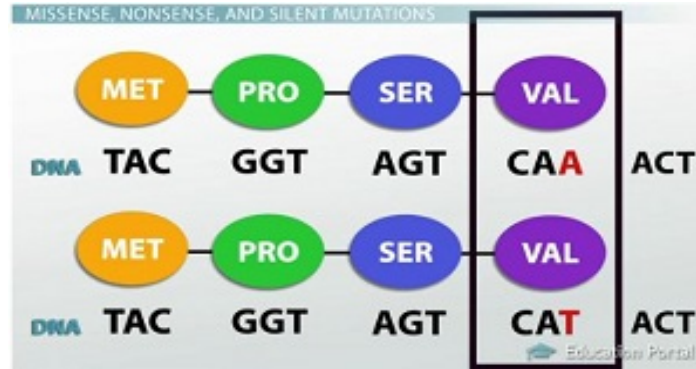 MISSENSE, NONSENSE, AND SILENT MUTATIONS
MET PRO SER VAL
DNA TAC GGT AGT CAA ACT
MET PRO SER VAL
DNA TAC GGT AGT CAT ACT
Education Portal